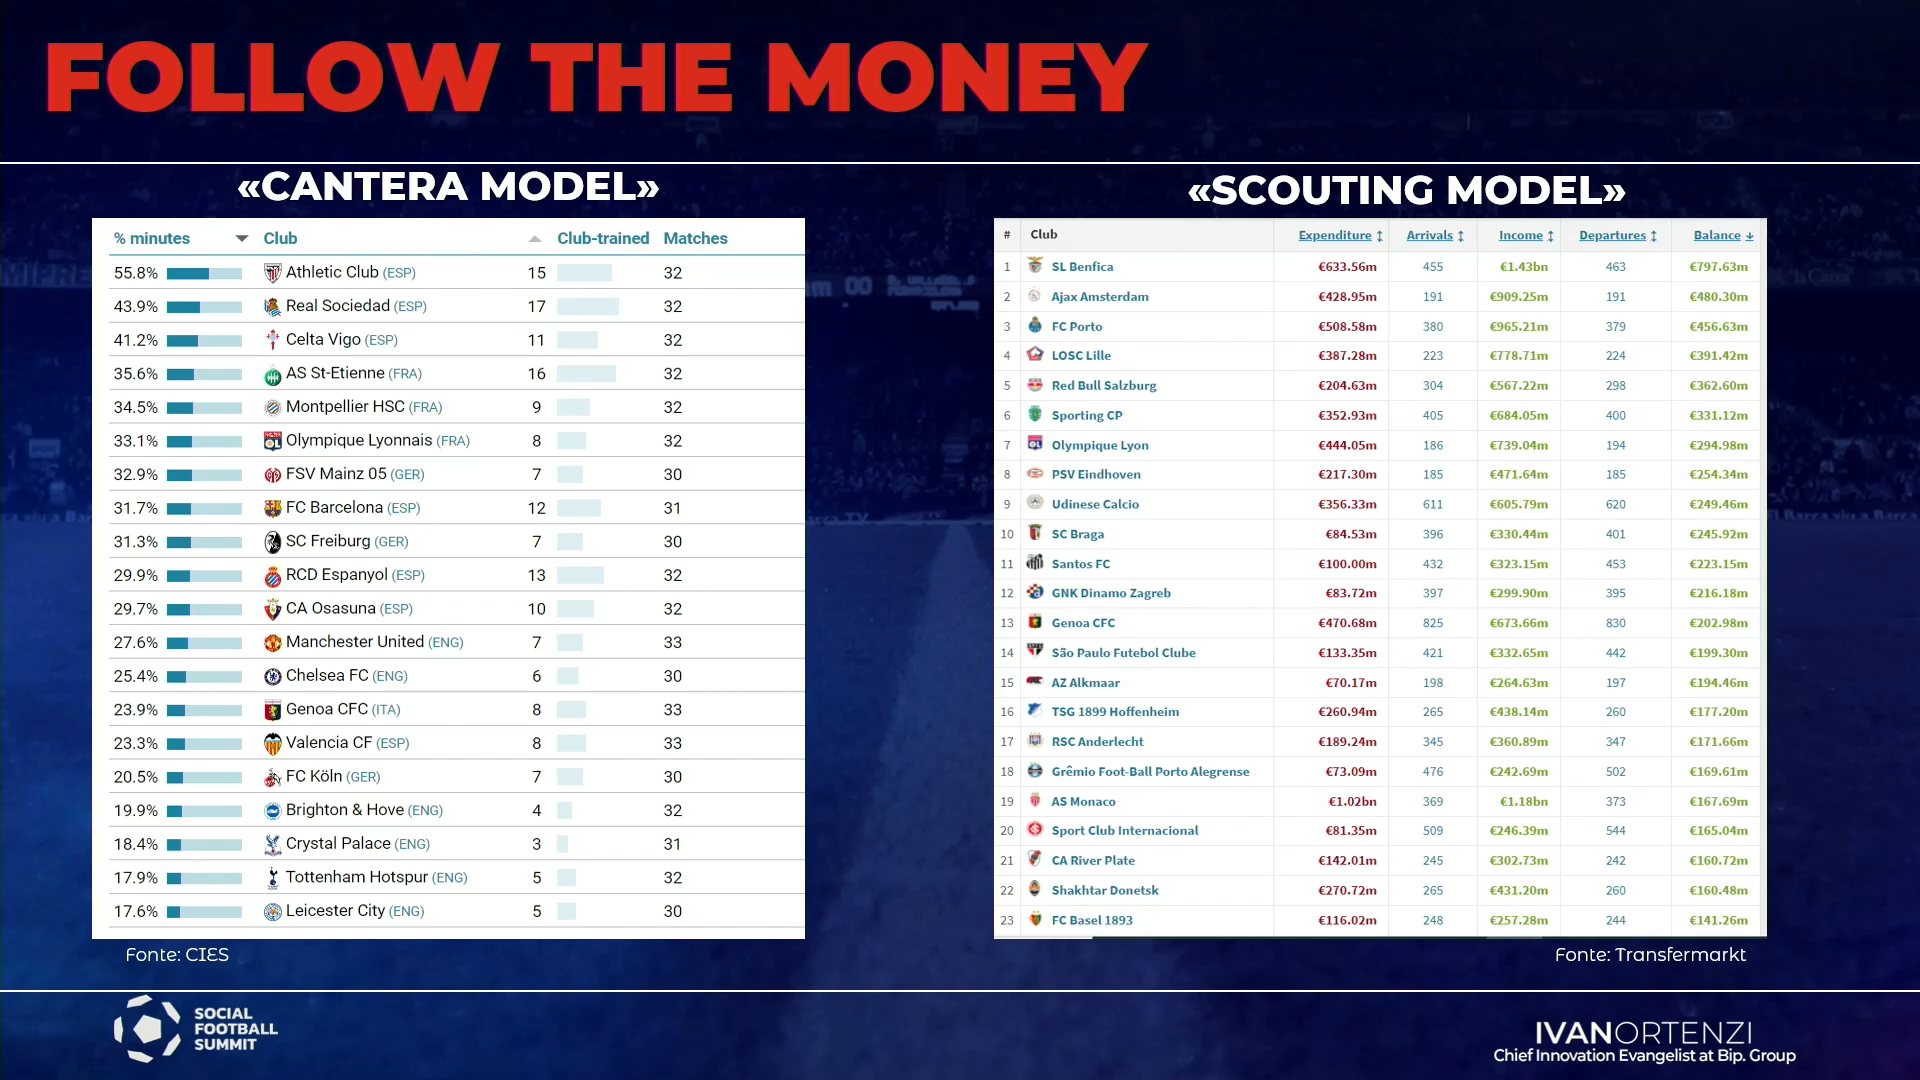 FOLLOW THE MONEY
«CANTERA MODEL»
% minutes Club Club-trained Matches
55.8% Athletic Club (ESP) 15 32
43.9% Real Sociedad (ESP) 17 32
41.2% Celta Vigo (ESP) 11 32
35.6% AS St-Etienne (FRA) 16 32
34.5% Montpellier HSC (FRA) 9 32
33.1% Olympique Lyonnais (FRA) 8 32
32.9% FSV Mainz 05 (GER) 7 30
31.7% FC Barcelona (ESP) 12 31
31.3% SC Freiburg (GER) 7 30
29.9% RCD Espanyol (ESP) 13 32
29.7% CA Osasuna (ESP) 10 32
27.6% Manchester United (ENG) 7 33
25.4% Chelsea FC (ENG) 6 30
23.9% Genoa CFC (ITA) 8 33
23.3% Valencia CF (ESP) 8 33
20.5% FC Köln (GER) 7 30
19.9% Brighton & Hove (ENG) 4 32
18.4% Crystal Palace (ENG) 3 31
17.9% Tottenham Hotspur (ENG) 5 32
17.6% Leicester City (ENG) 5 30
Fonte: CIES
«SCOUTING MODEL»
# Club Expenditure Arrivals Income Departures Balance
1 SL Benfica €633.56m 455 €1.43bn 463 €797.63m
2 Ajax Amsterdam €428.95m 191 €909.25m 191 €480.30m
3 FC Porto €508.58m 380 €965.21m 379 €456.63m
4 LOSC Lille €387.28m 223 €778.71m 224 €391.42m
5 Red Bull Salzburg €204.63m 304 €567.22m 298 €362.60m
6 Sporting CP €352.93m 405 €684.05m 400 €331.12m
7 Olympique Lyon €444.05m 186 €739.04m 194 €294.98m
8 PSV Eindhoven €217.30m 185 €471.64m 185 €254.34m
9 Udinese Calcio €356.33m 611 €605.79m 620 €249.46m
10 SC Braga €84.53m 396 €330.44m 401 €245.92m
11 Santos FC €100.00m 432 €323.15m 453 €223.15m
12 GNK Dinamo Zagreb €83.72m 397 €299.90m 395 €216.18m
13 Genoa CFC €470.68m 825 €673.66m 830 €202.98m
14 São Paulo Futebol Clube €133.35m 421 €332.65m 442 €199.30m
15 AZ Alkmaar €70.17m 198 €264.63m 197 €194.46m
16 TSG 1899 Hoffenheim €260.94m 265 €438.14m 260 €177.20m
17 RSC Anderlecht €189.24m 345 €360.89m 347 €171.66m
18 Grêmio Foot-Ball Porto Alegrense €73.09m 476 €242.69m 502 €169.61m
19 AS Monaco €1.02bn 369 €1.18bn 373 €167.69m
20 Sport Club Internacional €81.35m 509 €246.39m 544 €165.04m
21 CA River Plate €142.01m 245 €302.73m 242 €160.72m
22 Shakhtar Donetsk €270.72m 265 €431.20m 260 €160.48m
23 FC Basel 1893 €116.02m 248 €257.28m 244 €141.26m
Fonte: Transfermarkt
SOCIAL
FOOTBALL
SUMMIT
IVANORTENZI
Chief Innovation Evangelist at Bip. Group